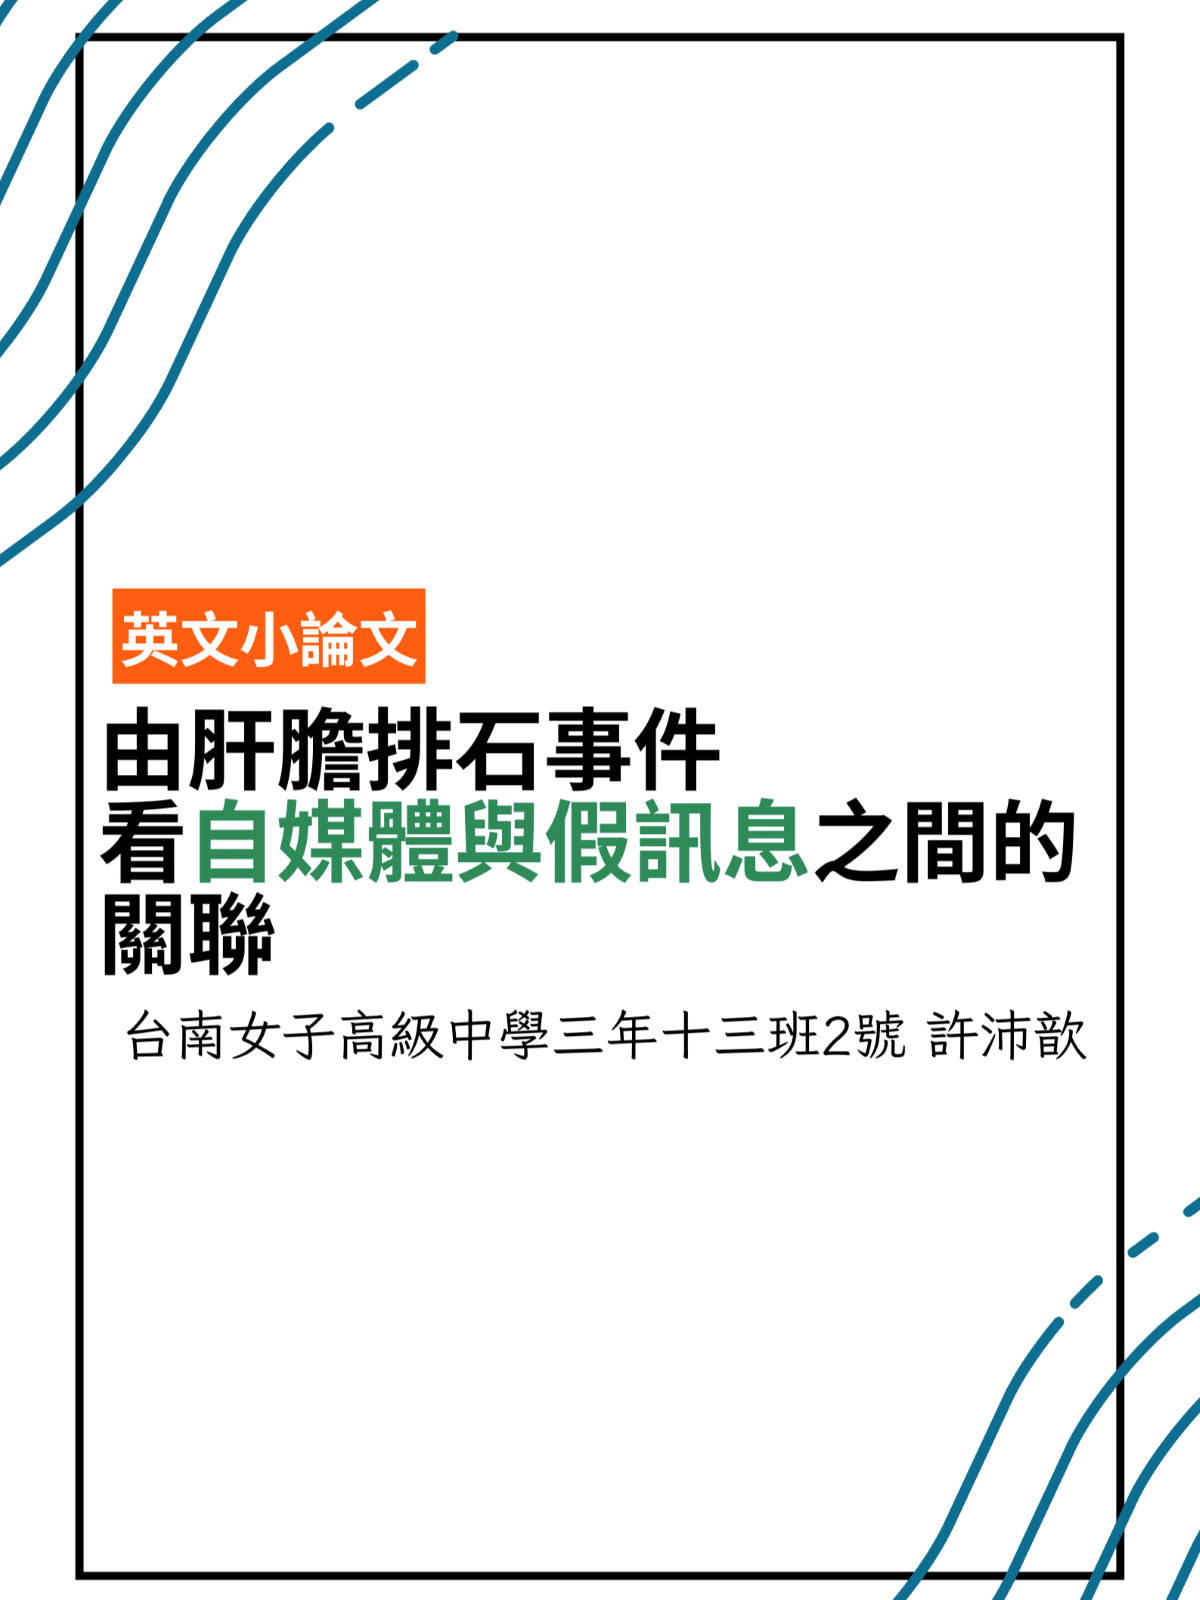 英文小論文
由肝膽排石事件
看自媒體與假訊息之間的
關聯
台南女子高級中學三年十三班2號 許沛歆